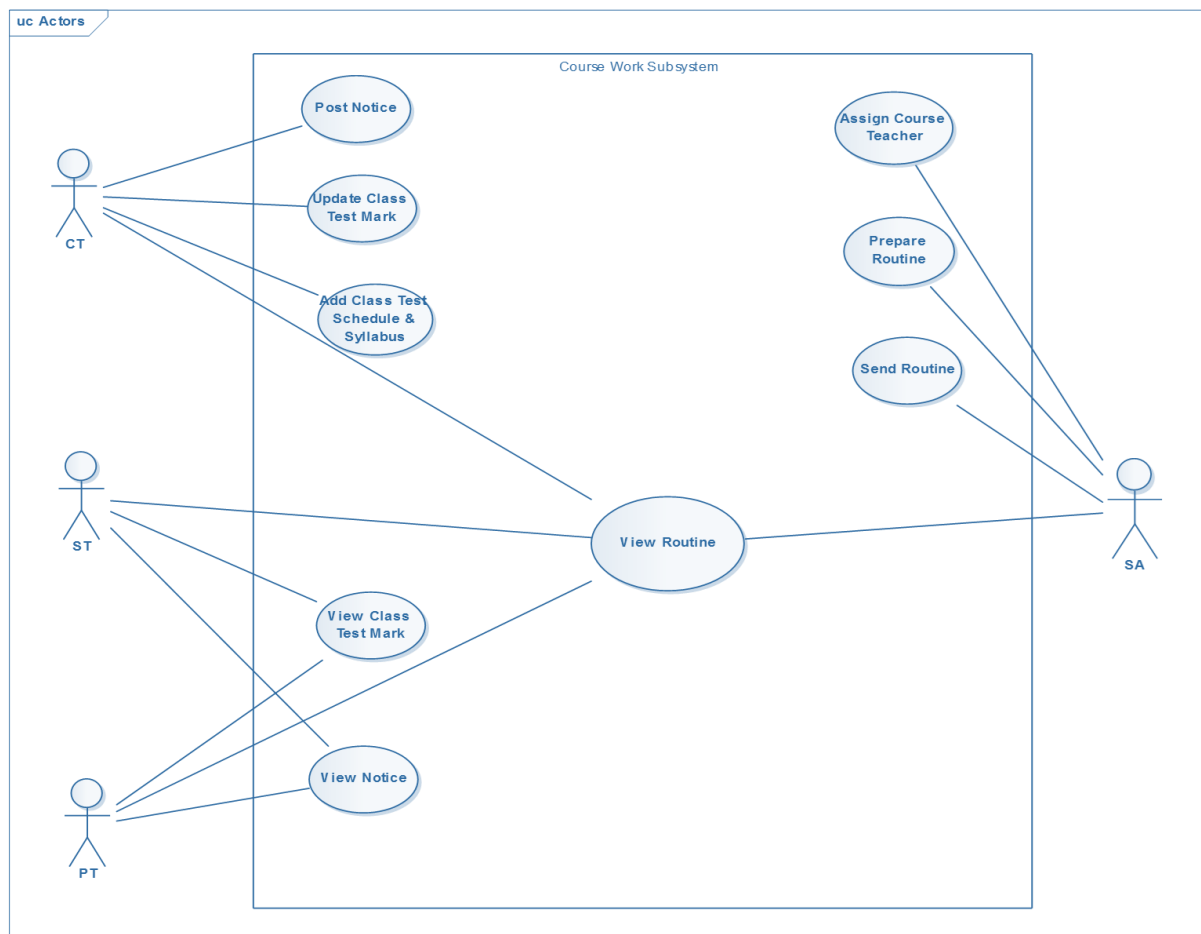 uc Actors
Course Work Subsystem
Post Notice
Assign Course
Teacher
CT
Update Class
Test Mark
Prepare
Routine
Add Class Test
Schedule &
Syllabus
Send Routine
ST
View Routine
SA
View Class
Test Mark
View Notice
PT